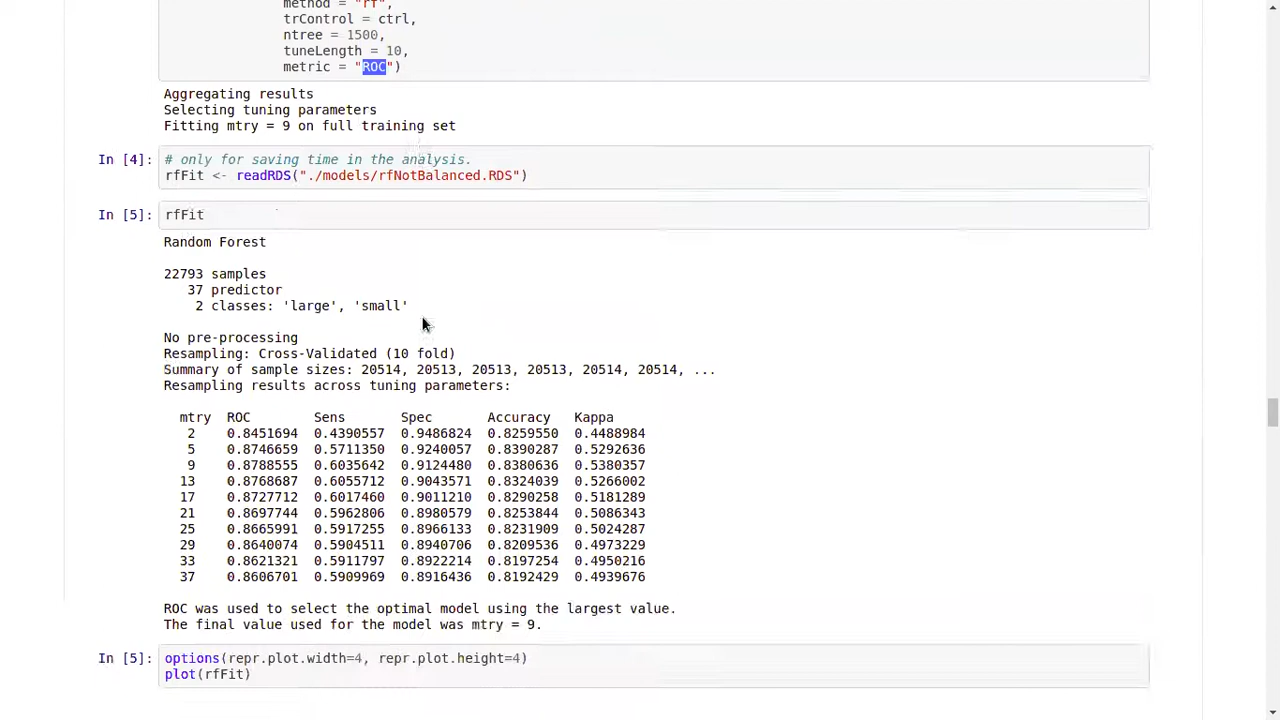 method = "rf",
trControl = ctrl,
ntree = 1500,
tuneLength = 10,
metric = "ROC")
Aggregating results
Selecting tuning parameters
Fitting mtry = 9 on full training set
In [4]: # only for saving time in the analysis.
rfFit <- readRDS("./models/rfNotBalanced.RDS")
In [5]: rfFit
Random Forest
22793 samples
37 predictor
2 classes: 'large', 'small'
No pre-processing
Resampling: Cross-Validated (10 fold)
Summary of sample sizes: 20514, 20513, 20513, 20513, 20514, 20514, ...
Resampling results across tuning parameters:
mtry ROC Sens Spec Accuracy Kappa
2 0.8451694 0.4390557 0.9486824 0.8259550 0.4488984
5 0.8746659 0.5711350 0.9240057 0.8390287 0.5292636
9 0.8788555 0.6035642 0.9124480 0.8380636 0.5380357
13 0.8768687 0.6055712 0.9043571 0.8324039 0.5266002
17 0.8727712 0.6017460 0.9011210 0.8290258 0.5181289
21 0.8697744 0.5962806 0.8980579 0.8253844 0.5086343
25 0.8665991 0.5917255 0.8966133 0.8231909 0.5024287
29 0.8640074 0.5904511 0.8940706 0.8209536 0.4973229
33 0.8621321 0.5911797 0.8922214 0.8197254 0.4950216
37 0.8606701 0.5909969 0.8916436 0.8192429 0.4939676
ROC was used to select the optimal model using the largest value.
The final value used for the model was mtry = 9.
In [5]: options(repr.plot.width=4, repr.plot.height=4)
plot(rfFit)